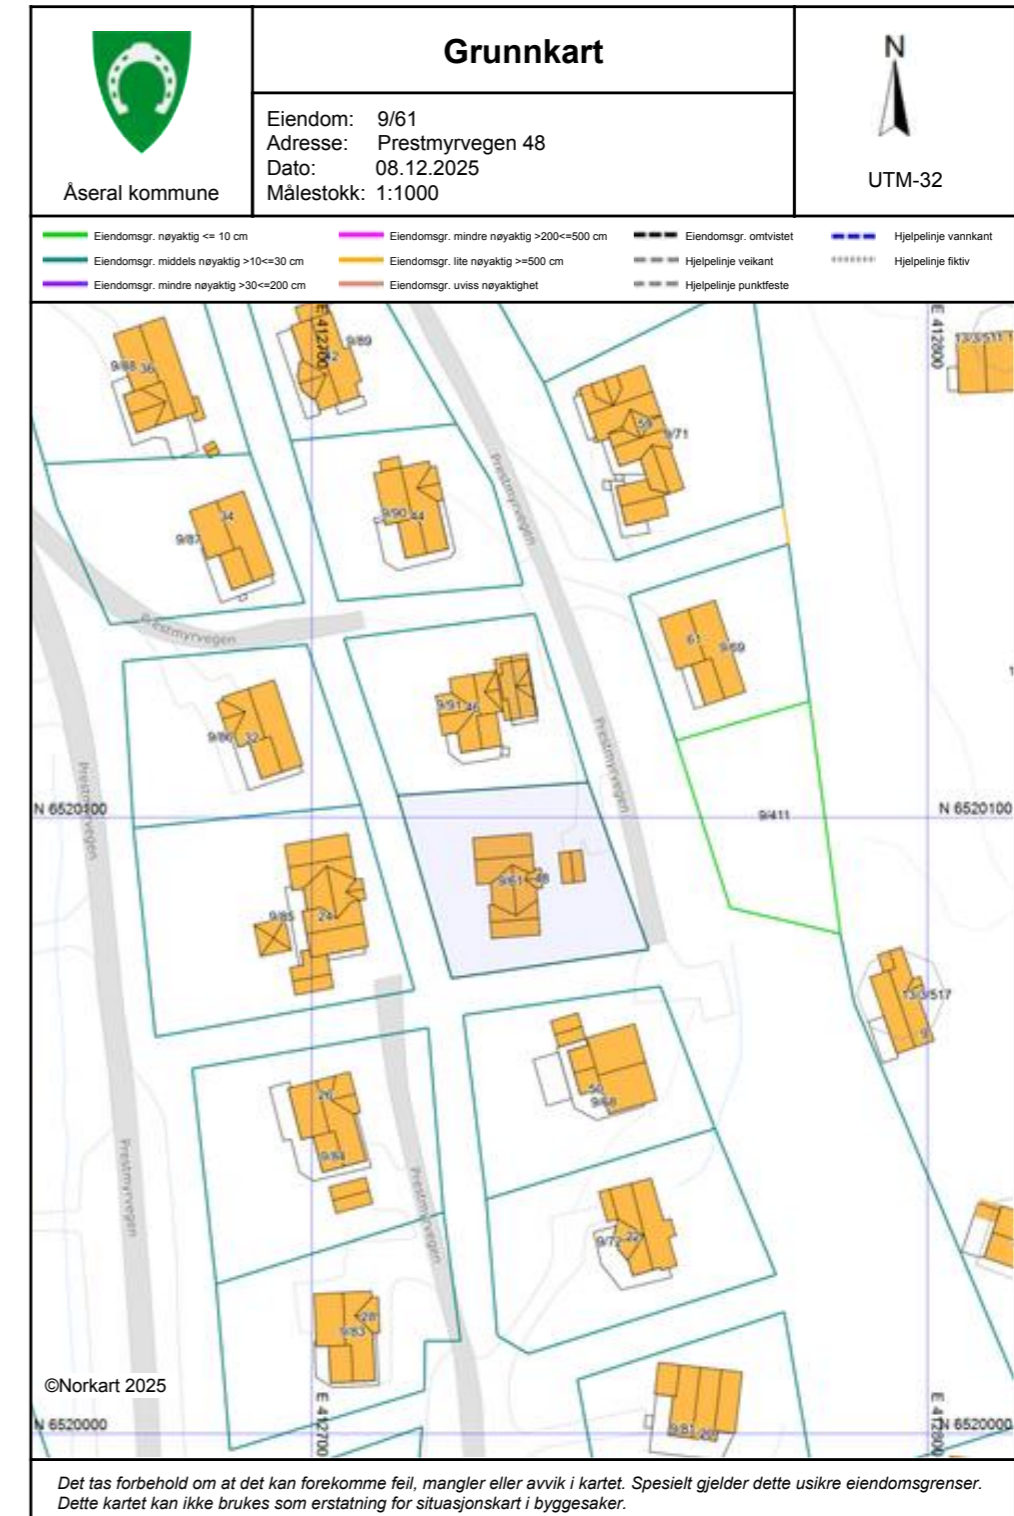 Grunnkart
Eiendom: 9/61
Adresse: Prestmyrvegen 48
Dato: 08.12.2025
Målestokk: 1:1000
Åseral kommune
N
UTM-32
Eiendomsgr. nøyaktig <= 10 cm
Eiendomsgr. middels nøyaktig >10<=30 cm
Eiendomsgr. mindre nøyaktig >30<=200 cm
Eiendomsgr. mindre nøyaktig >200<=500 cm
Eiendomsgr. lite nøyaktig >=500 cm
Eiendomsgr. uviss nøyaktighet
Eiendomsgr. omtvistet
Hjelpelinje veikant
Hjelpelinje punktfeste
Hjelpelinje vannkant
Hjelpelinje fiktiv
E 412700
E 412800
9/88 36
9/89
42
13/3/511
59
9/71
34
9/87
9/90 44
Prestmyrvegen
Prestmyrvegen
61
9/69
9/86 32
9/91 46
Prestmyrvegen
Prestmyrvegen
N 6520100
N 6520100
9/411
9/61 48
9/85
24
13/3/517
9
50
9/68
26
9/84
Prestmyrvegen
Prestmyrvegen
9/72 22
28
9/83
©Norkart 2025
N 6520000
E 412700
9/81 20
E 412800
N 6520000
Det tas forbehold om at det kan forekomme feil, mangler eller avvik i kartet. Spesielt gjelder dette usikre eiendomsgrenser.
Dette kartet kan ikke brukes som erstatning for situasjonskart i byggesaker.